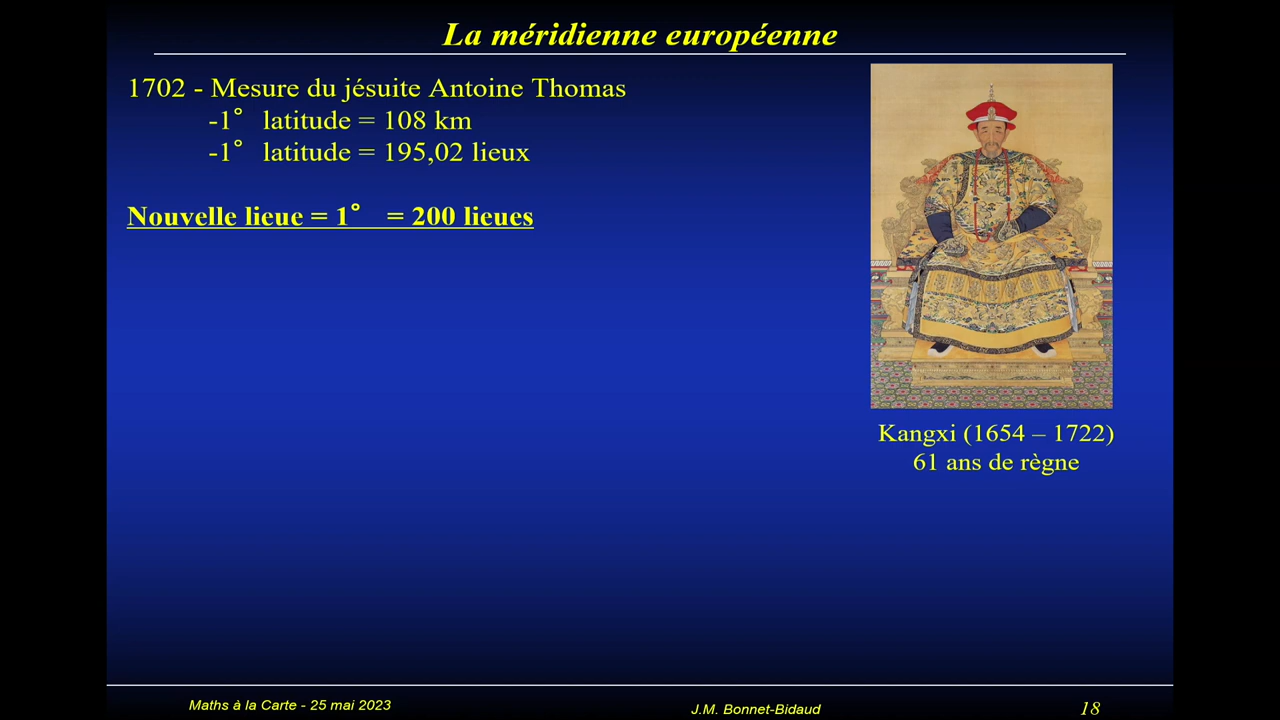 La méridienne européenne
1702 - Mesure du jésuite Antoine Thomas
-1° latitude = 108 km
-1° latitude = 195,02 lieux
Nouvelle lieue = 1° = 200 lieues
Kangxi (1654 – 1722)
61 ans de règne
Maths à la Carte - 25 mai 2023
J.M. Bonnet-Bidaud
18